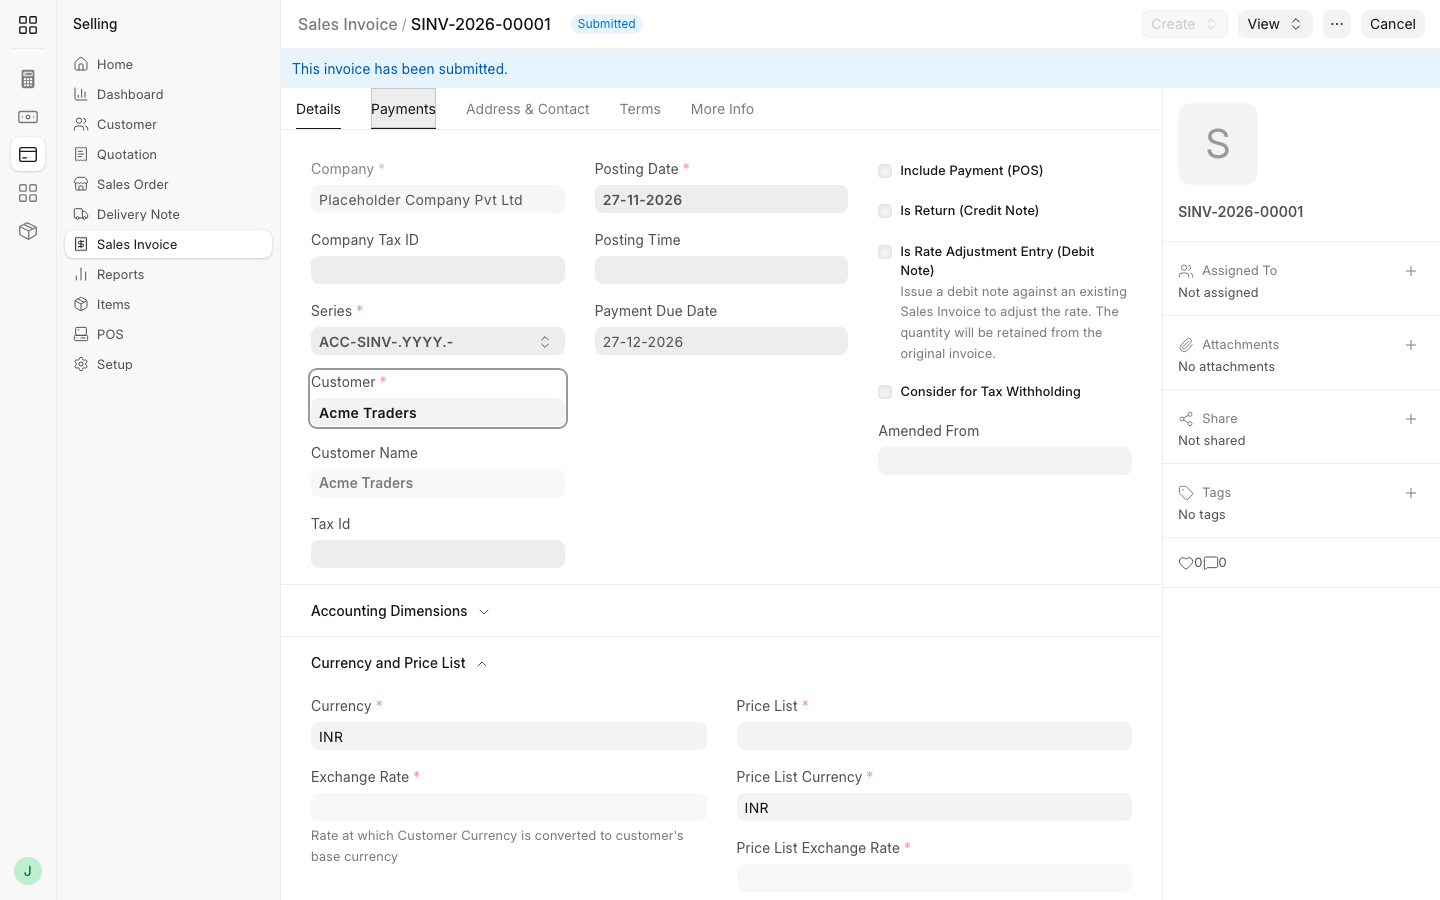 Selling
Home
Dashboard
Customer
Quotation
Sales Order
Delivery Note
Sales Invoice
Reports
Items
POS
Setup
J
Sales Invoice / SINV-2026-00001 Submitted
Create View ··· Cancel
This invoice has been submitted.
Details Payments Address & Contact Terms More Info
Company *
Placeholder Company Pvt Ltd
Company Tax ID
Series *
ACC-SINV-.YYYY.-
Customer *
Acme Traders
Customer Name
Acme Traders
Tax Id
Posting Date *
27-11-2026
Posting Time
Payment Due Date
27-12-2026
Include Payment (POS)
Is Return (Credit Note)
Is Rate Adjustment Entry (Debit
Note)
Issue a debit note against an existing
Sales Invoice to adjust the rate. The
quantity will be retained from the
original invoice.
Consider for Tax Withholding
Amended From
Accounting Dimensions
Currency and Price List
Currency *
INR
Exchange Rate *
Rate at which Customer Currency is converted to customer's
base currency
Price List *
Price List Currency *
INR
Price List Exchange Rate *
S
SINV-2026-00001
Assigned To
Not assigned
Attachments
No attachments
Share
Not shared
Tags
No tags
0 0